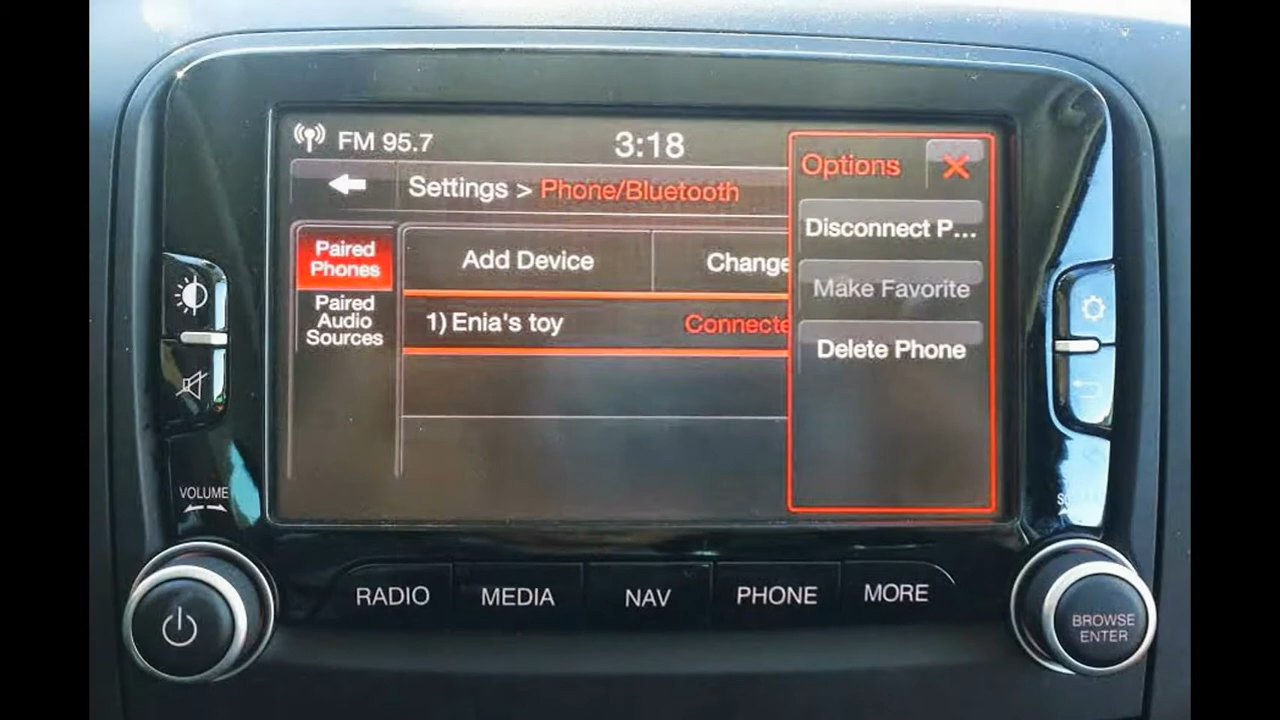 FM 95.7
3:18
Options
Settings > Phone/Bluetooth
Disconnect P...
Paired
Phones
Add Device
Change
Make Favorite
Paired
Audio
Sources
1) Enia's toy
Connecte
Delete Phone
VOLUME
RADIO
MEDIA
NAV
PHONE
MORE
BROWSE
ENTER